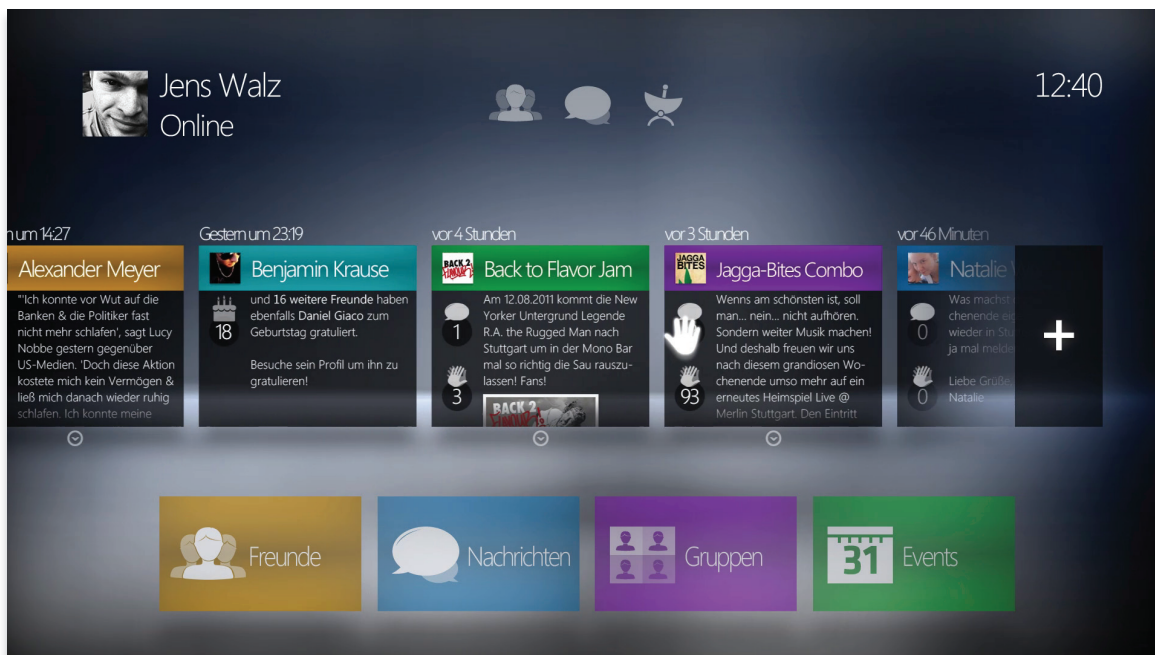 Jens Walz
Online
12:40
um 14:27
Alexander Meyer
"'Ich konnte vor Wut auf die
Banken & die Politiker fast
nicht mehr schlafen', sagt Lucy
Nobbe gestern gegenüber
US-Medien. 'Doch diese Aktion
kostete mich kein Vermögen &
ließ mich danach wieder ruhig
schlafen. Ich konnte meine
Gestern um 23:19
Benjamin Krause
18
und 16 weitere Freunde haben
ebenfalls Daniel Giaco zum
Geburtstag gratuliert.
Besuche sein Profil um ihn zu
gratulieren!
vor 4 Stunden
BACK 2
Back to Flavor Jam
1
3
Am 12.08.2011 kommt die New
Yorker Untergrund Legende
R.A. the Rugged Man nach
Stuttgart um in der Mono Bar
mal so richtig die Sau rauszu-
lassen! Fans!
BACK 2
vor 3 Stunden
JAGGA
BITES
Jagga-Bites Combo
93
Wenns am schönsten ist, soll
man... nein... nicht aufhören.
Sondern weiter Musik machen!
Und deshalb freuen wir uns
nach diesem grandiosen Wo-
chenende umso mehr auf ein
erneutes Heimspiel Live @
Merlin Stuttgart. Den Eintritt
vor 46 Minuten
Natalie
0
0
Was machst
chenende
wieder in
ja mal
Liebe Grüße,
Natalie
+
Freunde
Nachrichten
Gruppen
31
Events